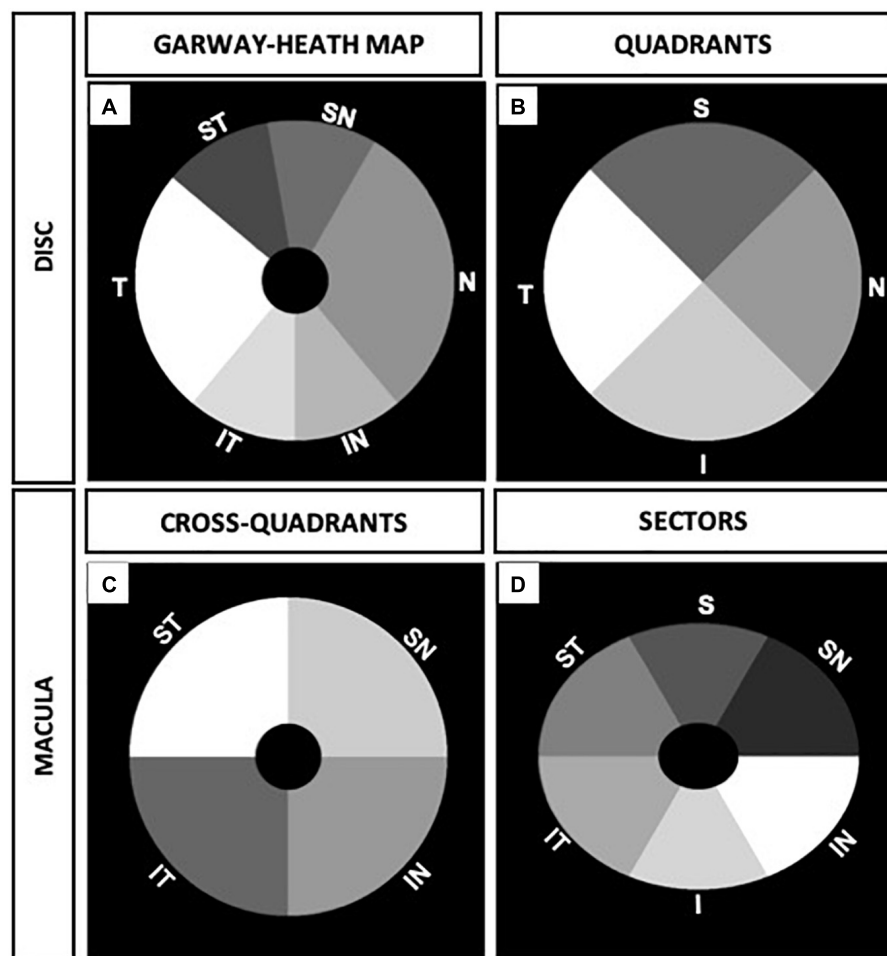 GARWAY-HEATH MAP
QUADRANTS
DISC
A
ST
SN
T
N
IT
IN
B
S
T
N
I
CROSS-QUADRANTS
SECTORS
MACULA
C
ST
SN
IT
IN
D
S
ST
SN
IT
IN
I